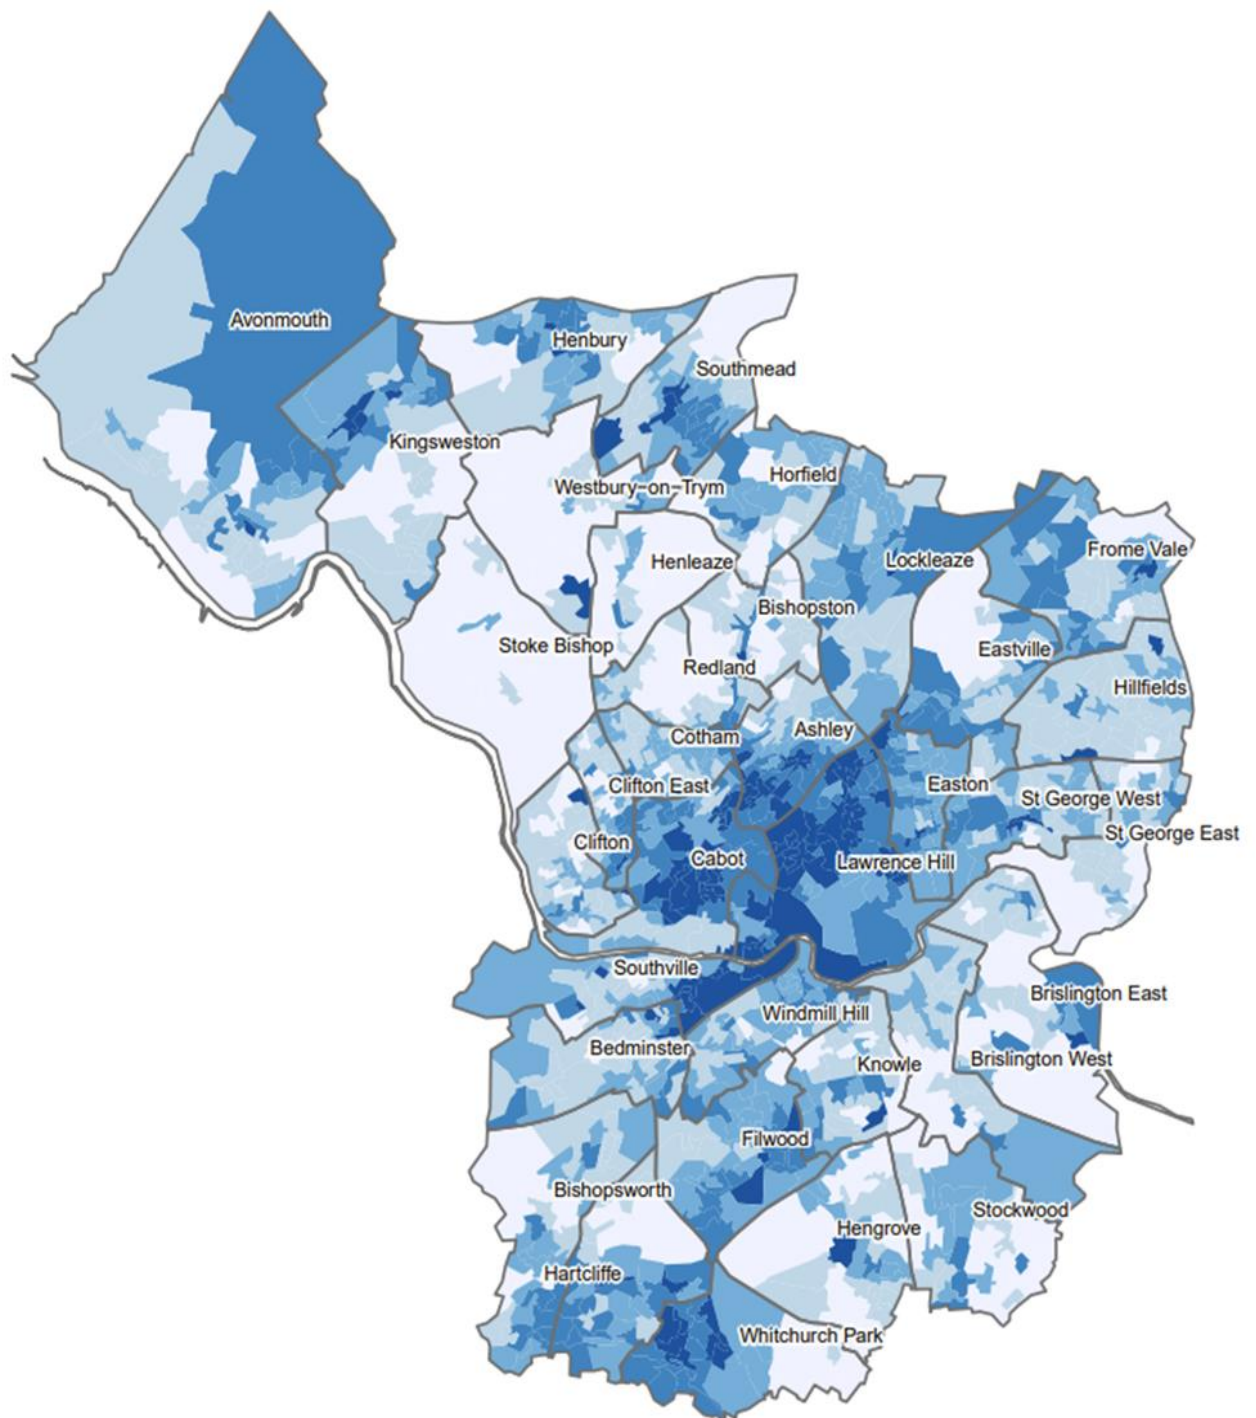 Avonmouth
Henbury
Southmead
Kingsweston
Horfield
Westbury-on-Trym
Frome Vale
Henleaze
Lockleaze
Bishopston
Stoke Bishop
Eastville
Redland
Hillfields
Ashley
Cotham
Clifton East
Easton
St George West
St George East
Clifton
Cabot
Lawrence Hill
Southville
Brislington East
Windmill Hill
Bedminster
Knowle
Brislington West
Filwood
Bishopsworth
Stockwood
Hengrove
Hartcliffe
Whitchurch Park